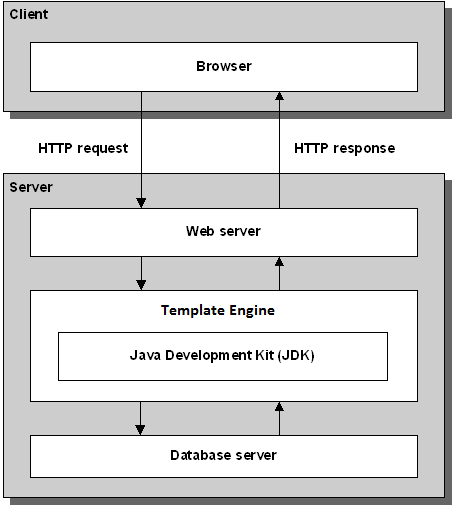 Client
Browser
HTTP request
HTTP response
Server
Web server
Template Engine
Java Development Kit (JDK)
Database server